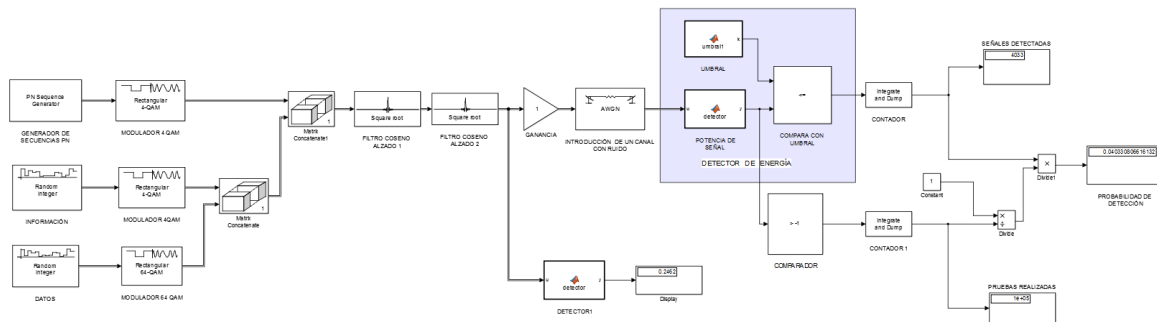 PN Sequence
Generator
GENERADOR DE
SECUENCIAS PN
Rectangular
4-QAM
MODULADOR 4 QAM
Random
Integer
INFORMACIÓN
Rectangular
4-QAM
MODULADOR 4QAM
Random
Integer
DATOS
Rectangular
64-QAM
MODULADOR 64 QAM
1
Matrix
Concatenate
1
Matrix
Concatenate1
Square root
FILTRO COSENO
ALZADO 1
Square root
FILTRO COSENO
ALZADO 2
1
GANANCIA
AWGN
INTRODUCCIÓN DE UN CANAL
CON RUIDO
umbral1
k
UMBRAL
u
detector
y
POTENCIA DE
SEÑAL
<=
COMPARA CON
UMBRAL
DETECTOR DE ENERGÍA
Integrate
and Dump
CONTADOR
SEÑALES DETECTADAS
4033
> -1
COMPARADOR
Integrate
and Dump
CONTADOR 1
1
Constant
×
÷
Divide
×
Divide1
0.040330806616132
PROBABILIDAD DE
DETECCIÓN
PRUEBAS REALIZADAS
1e+05
u
detector
y
DETECTOR1
0.2462
Display